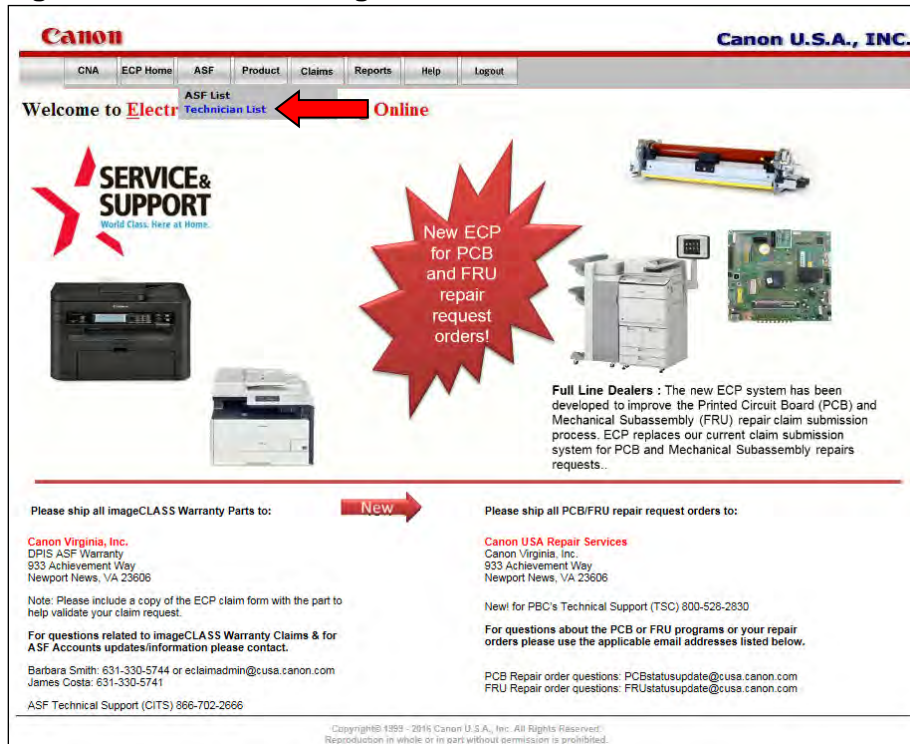 Canon
Canon U.S.A., INC.
CNA ECP Home ASF Product Claims Reports Help Logout
ASF List
Technician List
Welcome to Electr Online
SERVICE&
SUPPORT
World Class. Here at Home.
New ECP
for PCB
and FRU
repair
request
orders!
Full Line Dealers : The new ECP system has been
developed to improve the Printed Circuit Board (PCB) and
Mechanical Subassembly (FRU) repair claim submission
process. ECP replaces our current claim submission
system for PCB and Mechanical Subassembly repairs
requests..
Please ship all imageCLASS Warranty Parts to:
New
Canon Virginia, Inc.
DPIS ASF Warranty
933 Achievement Way
Newport News, VA 23606
Note: Please include a copy of the ECP claim form with the part to
help validate your claim request.
For questions related to imageCLASS Warranty Claims & for
ASF Accounts updates/information please contact.
Barbara Smith: 631-330-5744 or eclaimadmin@cusa.canon.com
James Costa: 631-330-5741
ASF Technical Support (CITS) 866-702-2666
Please ship all PCB/FRU repair request orders to:
Canon USA Repair Services
Canon Virginia, Inc.
933 Achievement Way
Newport News, VA 23606
New! for PBC's Technical Support (TSC) 800-528-2830
For questions about the PCB or FRU programs or your repair
orders please use the applicable email addresses listed below.
PCB Repair order questions: PCBstatusupdate@cusa.canon.com
FRU Repair order questions: FRUstatusupdate@cusa.canon.com
Copyright© 1999 - 2016 Canon U.S.A., Inc. All Rights Reserved.
Reproduction in whole or in part without permission is prohibited.